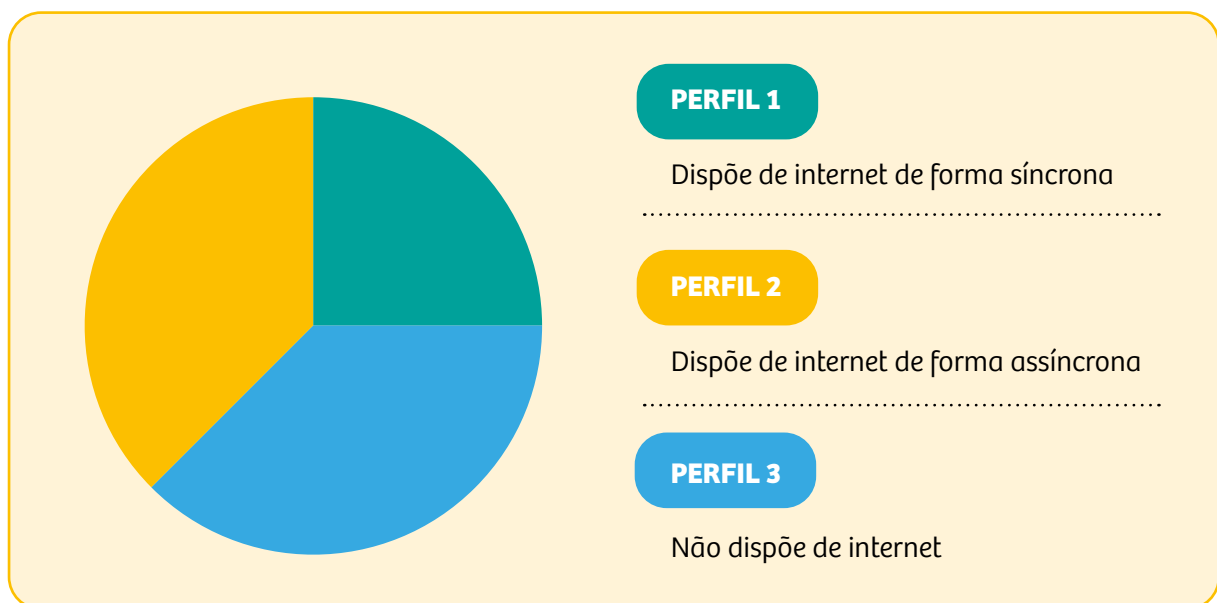 PERFIL 1
Dispõe de internet de forma síncrona
PERFIL 2
Dispõe de internet de forma assíncrona
PERFIL 3
Não dispõe de internet